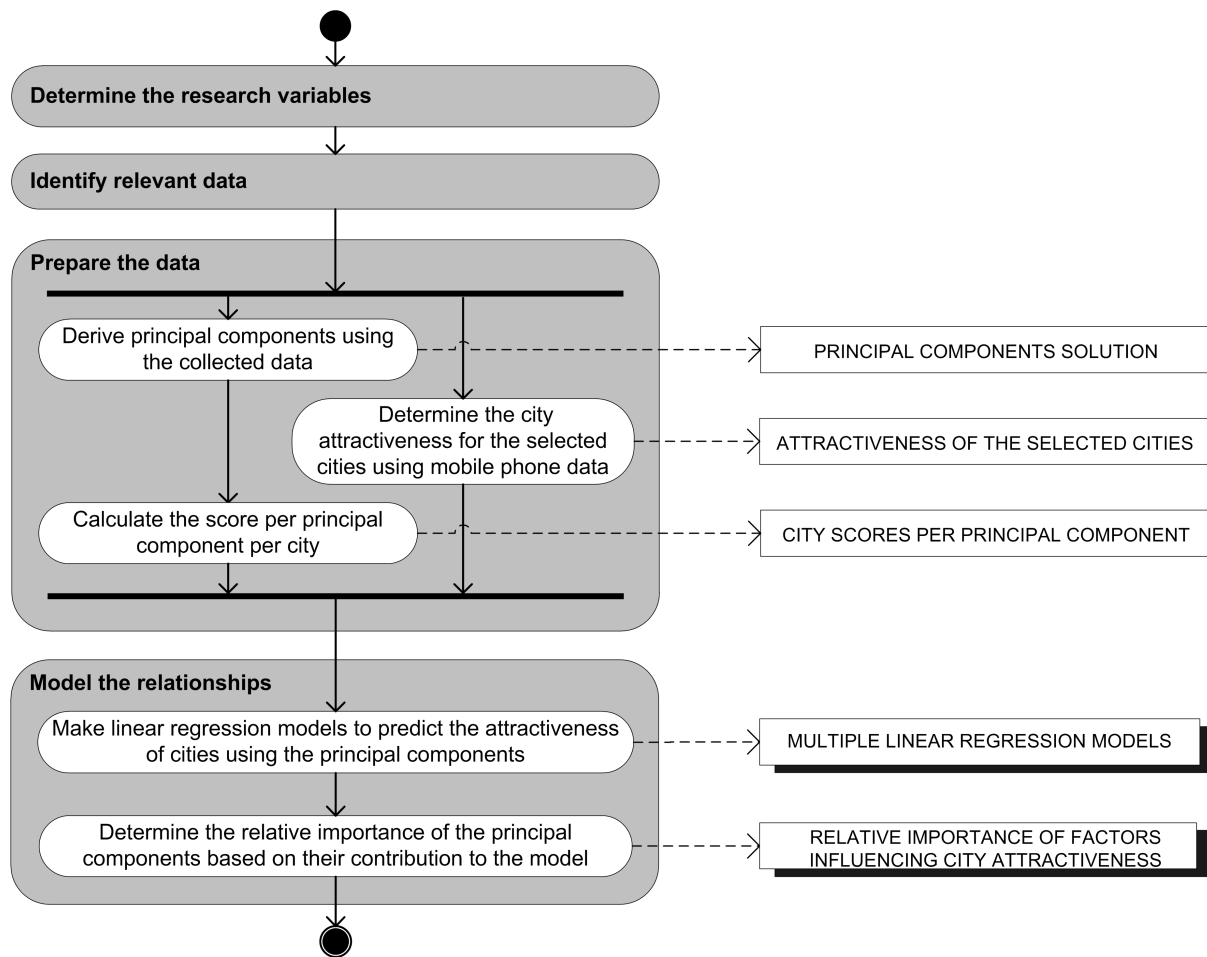 Determine the research variables
Identify relevant data
Prepare the data
Derive principal components using
the collected data
PRINCIPAL COMPONENTS SOLUTION
Determine the city
attractiveness for the selected
cities using mobile phone data
ATTRACTIVENESS OF THE SELECTED CITIES
Calculate the score per principal
component per city
CITY SCORES PER PRINCIPAL COMPONENT
Model the relationships
Make linear regression models to predict the attractiveness
of cities using the principal components
MULTIPLE LINEAR REGRESSION MODELS
Determine the relative importance of the principal
components based on their contribution to the model
RELATIVE IMPORTANCE OF FACTORS
INFLUENCING CITY ATTRACTIVENESS